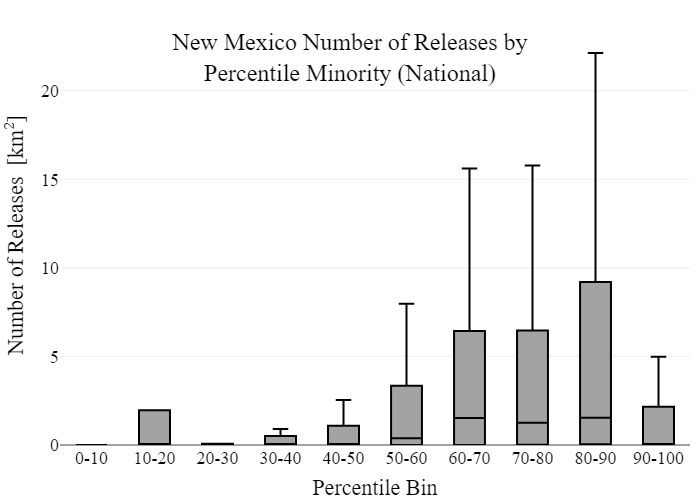 New Mexico Number of Releases by
Percentile Minority (National)
Number of Releases [km²]
20
15
10
5
0
0-10 10-20 20-30 30-40 40-50 50-60 60-70 70-80 80-90 90-100
Percentile Bin